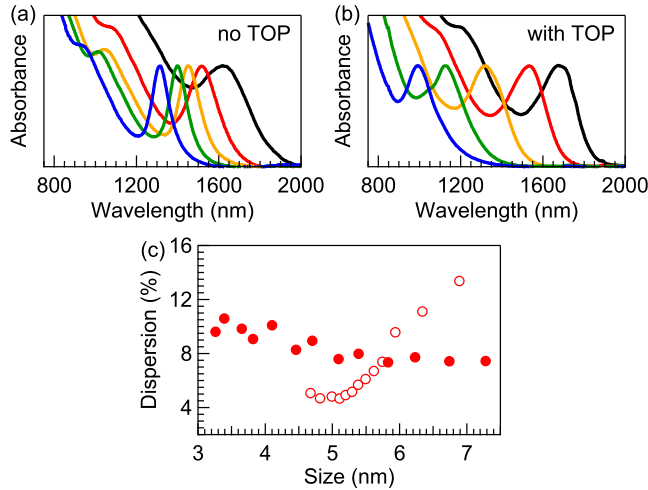 (a) no TOP
Absorbance
800 1200 1600 2000
Wavelength (nm)
(b) with TOP
Absorbance
800 1200 1600 2000
Wavelength (nm)
(c)
Dispersion (%)
16
12
8
4
3 4 5 6 7
Size (nm)